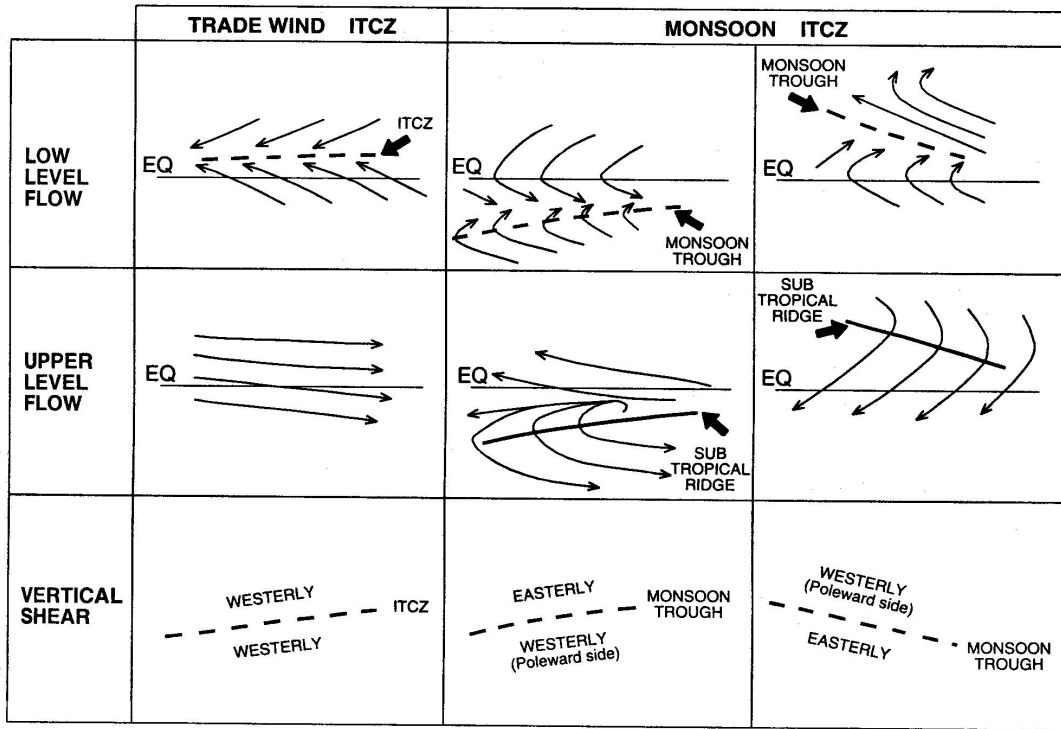 TRADE WIND ITCZ
MONSOON ITCZ
LOW
LEVEL
FLOW
EQ
ITCZ
EQ
MONSOON
TROUGH
MONSOON
TROUGH
EQ
UPPER
LEVEL
FLOW
EQ
EQ
SUB
TROPICAL
RIDGE
SUB
TROPICAL
RIDGE
EQ
VERTICAL
SHEAR
WESTERLY
ITCZ
WESTERLY
EASTERLY
MONSOON
TROUGH
WESTERLY
(Poleward side)
WESTERLY
(Poleward side)
EASTERLY
MONSOON
TROUGH